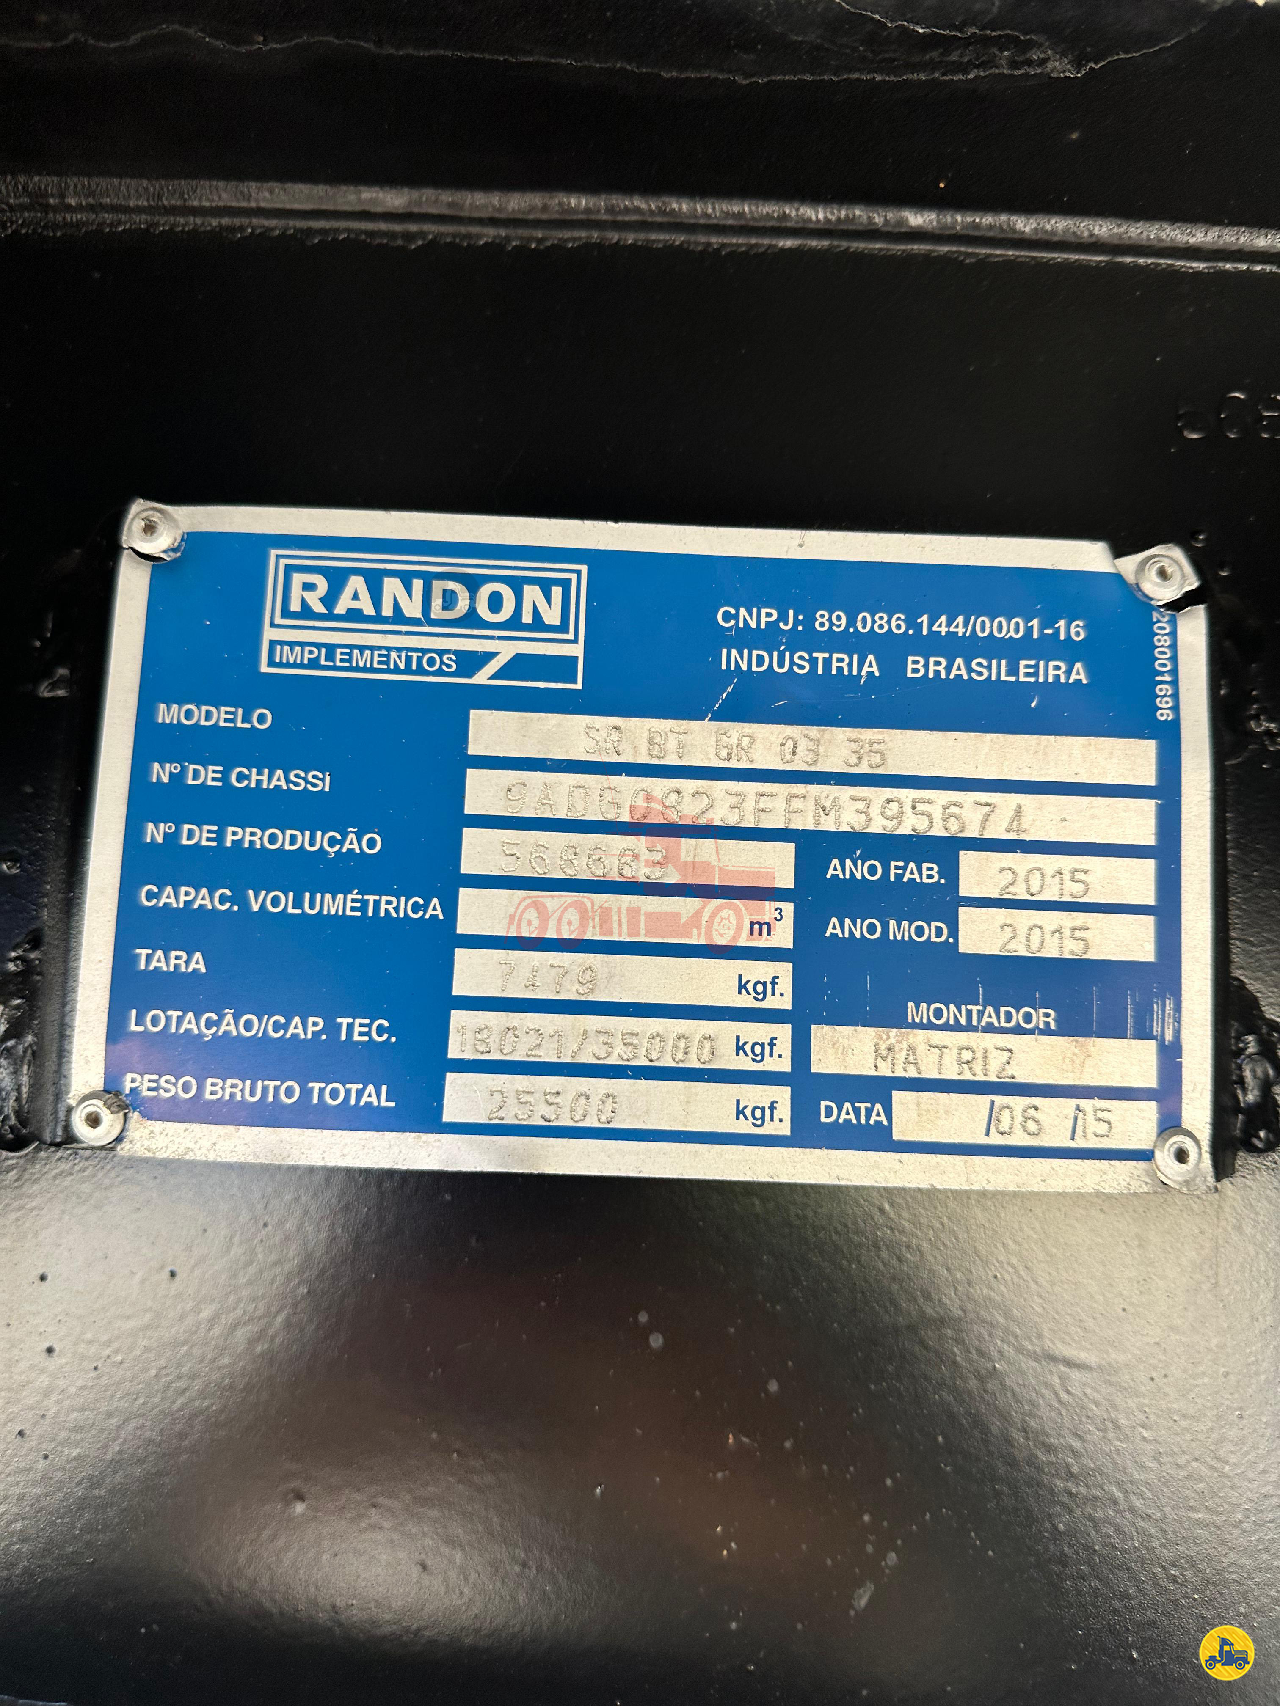 RANDON
IMPLEMENTOS
CNPJ: 89.086.144/0001-16
INDÚSTRIA BRASILEIRA
208001696
MODELO SR BT GR 03 35
Nº DE CHASSI 9ADG0823FFM395674
Nº DE PRODUÇÃO 568663 ANO FAB. 2015
CAPAC. VOLUMÉTRICA m³ ANO MOD. 2015
TARA 7479 kgf.
MONTADOR
LOTAÇÃO/CAP. TEC. 18021/35000 kgf. MATRIZ
PESO BRUTO TOTAL 25500 kgf. DATA /06 /15